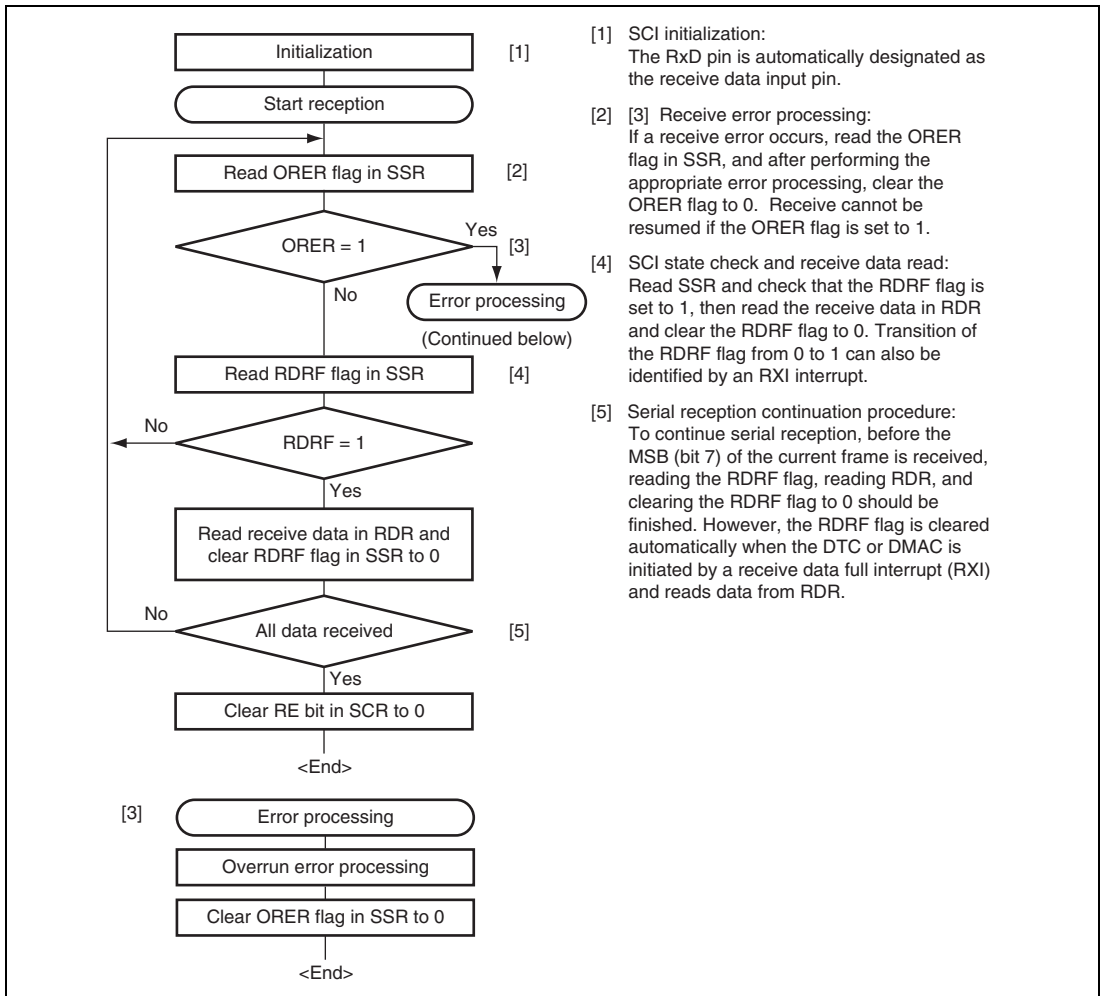 Initialization
[1]
Start reception
Read ORER flag in SSR
[2]
ORER = 1
Yes
[3]
No
Error processing
(Continued below)
Read RDRF flag in SSR
[4]
No
RDRF = 1
Yes
Read receive data in RDR and
clear RDRF flag in SSR to 0
No
All data received
[5]
Yes
Clear RE bit in SCR to 0
<End>
[3]
Error processing
Overrun error processing
Clear ORER flag in SSR to 0
<End>
[1] SCI initialization:
The RxD pin is automatically designated as
the receive data input pin.
[2] [3] Receive error processing:
If a receive error occurs, read the ORER
flag in SSR, and after performing the
appropriate error processing, clear the
ORER flag to 0. Receive cannot be
resumed if the ORER flag is set to 1.
[4] SCI state check and receive data read:
Read SSR and check that the RDRF flag is
set to 1, then read the receive data in RDR
and clear the RDRF flag to 0. Transition of
the RDRF flag from 0 to 1 can also be
identified by an RXI interrupt.
[5] Serial reception continuation procedure:
To continue serial reception, before the
MSB (bit 7) of the current frame is received,
reading the RDRF flag, reading RDR, and
clearing the RDRF flag to 0 should be
finished. However, the RDRF flag is cleared
automatically when the DTC or DMAC is
initiated by a receive data full interrupt (RXI)
and reads data from RDR.